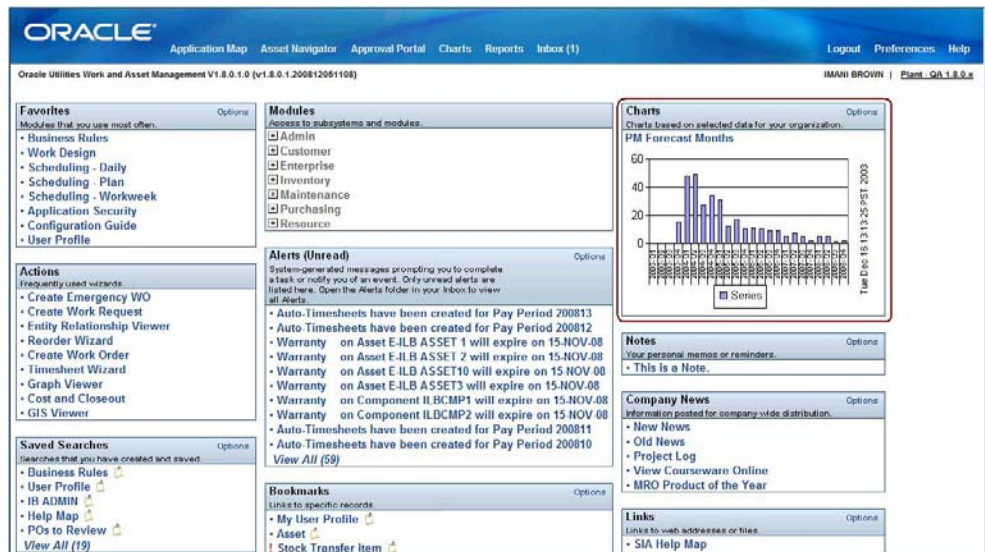 ORACLE
Application Map Asset Navigator Approval Portal Charts Reports Inbox (1) Logout Preferences Help
Oracle Utilities Work and Asset Management V1.8.0.1.0 (v1.8.0.1.200812051108) IMANI BROWN | Plant - QA 1.8.0.x
Favorites Options
Modules that you use most often.
• Business Rules
• Work Design
• Scheduling - Daily
• Scheduling - Plan
• Scheduling - Workweek
• Application Security
• Configuration Guide
• User Profile
Actions
Frequently used wizards.
• Create Emergency WO
• Create Work Request
• Entity Relationship Viewer
• Reorder Wizard
• Create Work Order
• Timesheet Wizard
• Graph Viewer
• Cost and Closeout
• GIS Viewer
Saved Searches Options
Searches that you have created and saved.
• Business Rules
• User Profile
• IB ADMIN
• Help Map
• POs to Review
View All (19)
Modules
Access to subsystems and modules.
Admin
Customer
Enterprise
Inventory
Maintenance
Purchasing
Resource
Alerts (Unread) Options
System-generated messages prompting you to complete
a task or notify you of an event. Only unread alerts are
listed here. Open the Alerts folder in your Inbox to view
all Alerts.
• Auto-Timesheets have been created for Pay Period 200813
• Auto-Timesheets have been created for Pay Period 200812
• Warranty on Asset E-ILB ASSET 1 will expire on 15-NOV-08
• Warranty on Asset E-ILB ASSET 2 will expire on 15-NOV-08
• Warranty on Asset E-ILB ASSET10 will expire on 15-NOV-08
• Warranty on Asset E-ILB ASSET3 will expire on 15-NOV-08
• Warranty on Component ILBCMP1 will expire on 15-NOV-08
• Warranty on Component ILBCMP2 will expire on 15-NOV-08
• Auto-Timesheets have been created for Pay Period 200811
• Auto-Timesheets have been created for Pay Period 200810
View All (59)
Bookmarks Options
Links to specific records.
• My User Profile
• Asset
! Stock Transfer item
Charts Options
Charts based on selected data for your organization.
PM Forecast Months
60
40
20
0
Tue Dec 16 13:13:25 PST 2003
Series
Notes Options
Your personal memos or reminders.
• This is a Note.
Company News Options
Information posted for company-wide distribution.
• New News
• Old News
• Project Log
• View Courseware Online
• MRO Product of the Year
Links Options
Links to web addresses or files.
• SIA Help Map